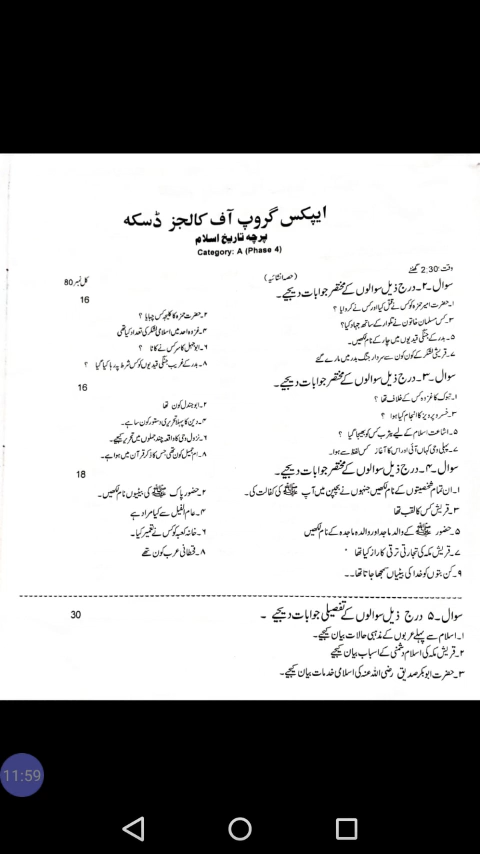 ایپکس گروپ آف کالجز ڈسکہ
پرچہ تاریخ اسلام
Category: A (Phase 4)
وقت 2:30 گھنٹے (حصہ انشائیہ) کل نمبر 80
سوال۔۲۔ درج ذیل سوالوں کے مختصر جوابات دیجیے۔ 16
۱۔ حضرت امیر حمزہ کو کس نے قتل کیا اور کس نے کروایا ؟ ۲۔ حضرت حمزہ کا کلیجہ کس چبایا ؟
۳۔ کس مسلمان خاتون نے تلوار کے ساتھ جہاد کیا؟ ۴۔ غزوہ احد میں اسلامی لشکر کی تعداد کیا تھی
۵۔ بدر کے جنگی قیدیوں میں چار کے نام لکھیں۔ ۶۔ ابوجہل کا سر کس نے کاٹا ؟
۷۔ قریشی لشکر کے کون کون سے سردار جنگ بدر میں مارے گئے ۸۔ بدر کے غریب جنگی قیدیوں کو کس شرط پر رہا کیا گیا ؟
سوال۔۳۔ درج ذیل سوالوں کے مختصر جوابات دیجیے۔ 16
۱۔ تبوک کا غزوہ کس کے خلاف تھا ؟ ۲۔ ابوجندل کون تھا
۳۔ خسرو پرویز کا انجام کیا ہوا ؟ ۴۔ دین کا پہلا تحریری دستور کون سا ہے۔
۵۔ اشاعت اسلام کے لیے یثرب کس کو بھیجا گیا ؟ ۶۔ نزول وحی کا واقعہ چند جملوں میں تحریر کیجیے۔
۷۔ پہلی وحی کہاں آئی اور اس کا آغاز کس لفظ سے ہوا۔ ۸۔ ام جمیل کون تھی جس کا ذکر قرآن میں ہوا ہے۔
سوال۔۴۔ درج ذیل سوالوں کے مختصر جوابات دیجیے۔ 18
۱۔ ان تمام شخصیتوں کے نام لکھیں جنہوں نے بچپن میں آپ ﷺ کی کفالت کی۔ ۲۔ حضور پاک ﷺ کی بیٹیوں نام لکھیں۔
۳۔ قریش کس کا لقب تھا ۴۔ عام الفیل سے کیا مراد ہے
۵۔ حضور ﷺ کے والد ماجد اور والدہ ماجدہ کے نام لکھیں ۶۔ خانہ کعبہ کو کس نے تعمیر کیا۔
۷۔ قریش مکہ کی تجارتی ترقی کا راز کیا تھا ۸۔ قحطانی عرب کون تھے
۹۔ کن بتوں کو خدا کی بیٹیاں سمجھا جاتا تھا۔۔
سوال۔۵ درج ذیل سوالوں کے تفصیلی جوابات دیجیے ۔ 30
۱۔ اسلام سے پہلے عربوں کے مذہبی حالات بیان کیجیے۔
۲۔ قریش مکہ کی اسلام دشمنی کے اسباب بیان کیجیے
۳۔ حضرت ابوبکر صدیق رضی اللہ عنہ کی اسلامی خدمات بیان کیجیے۔
11:59